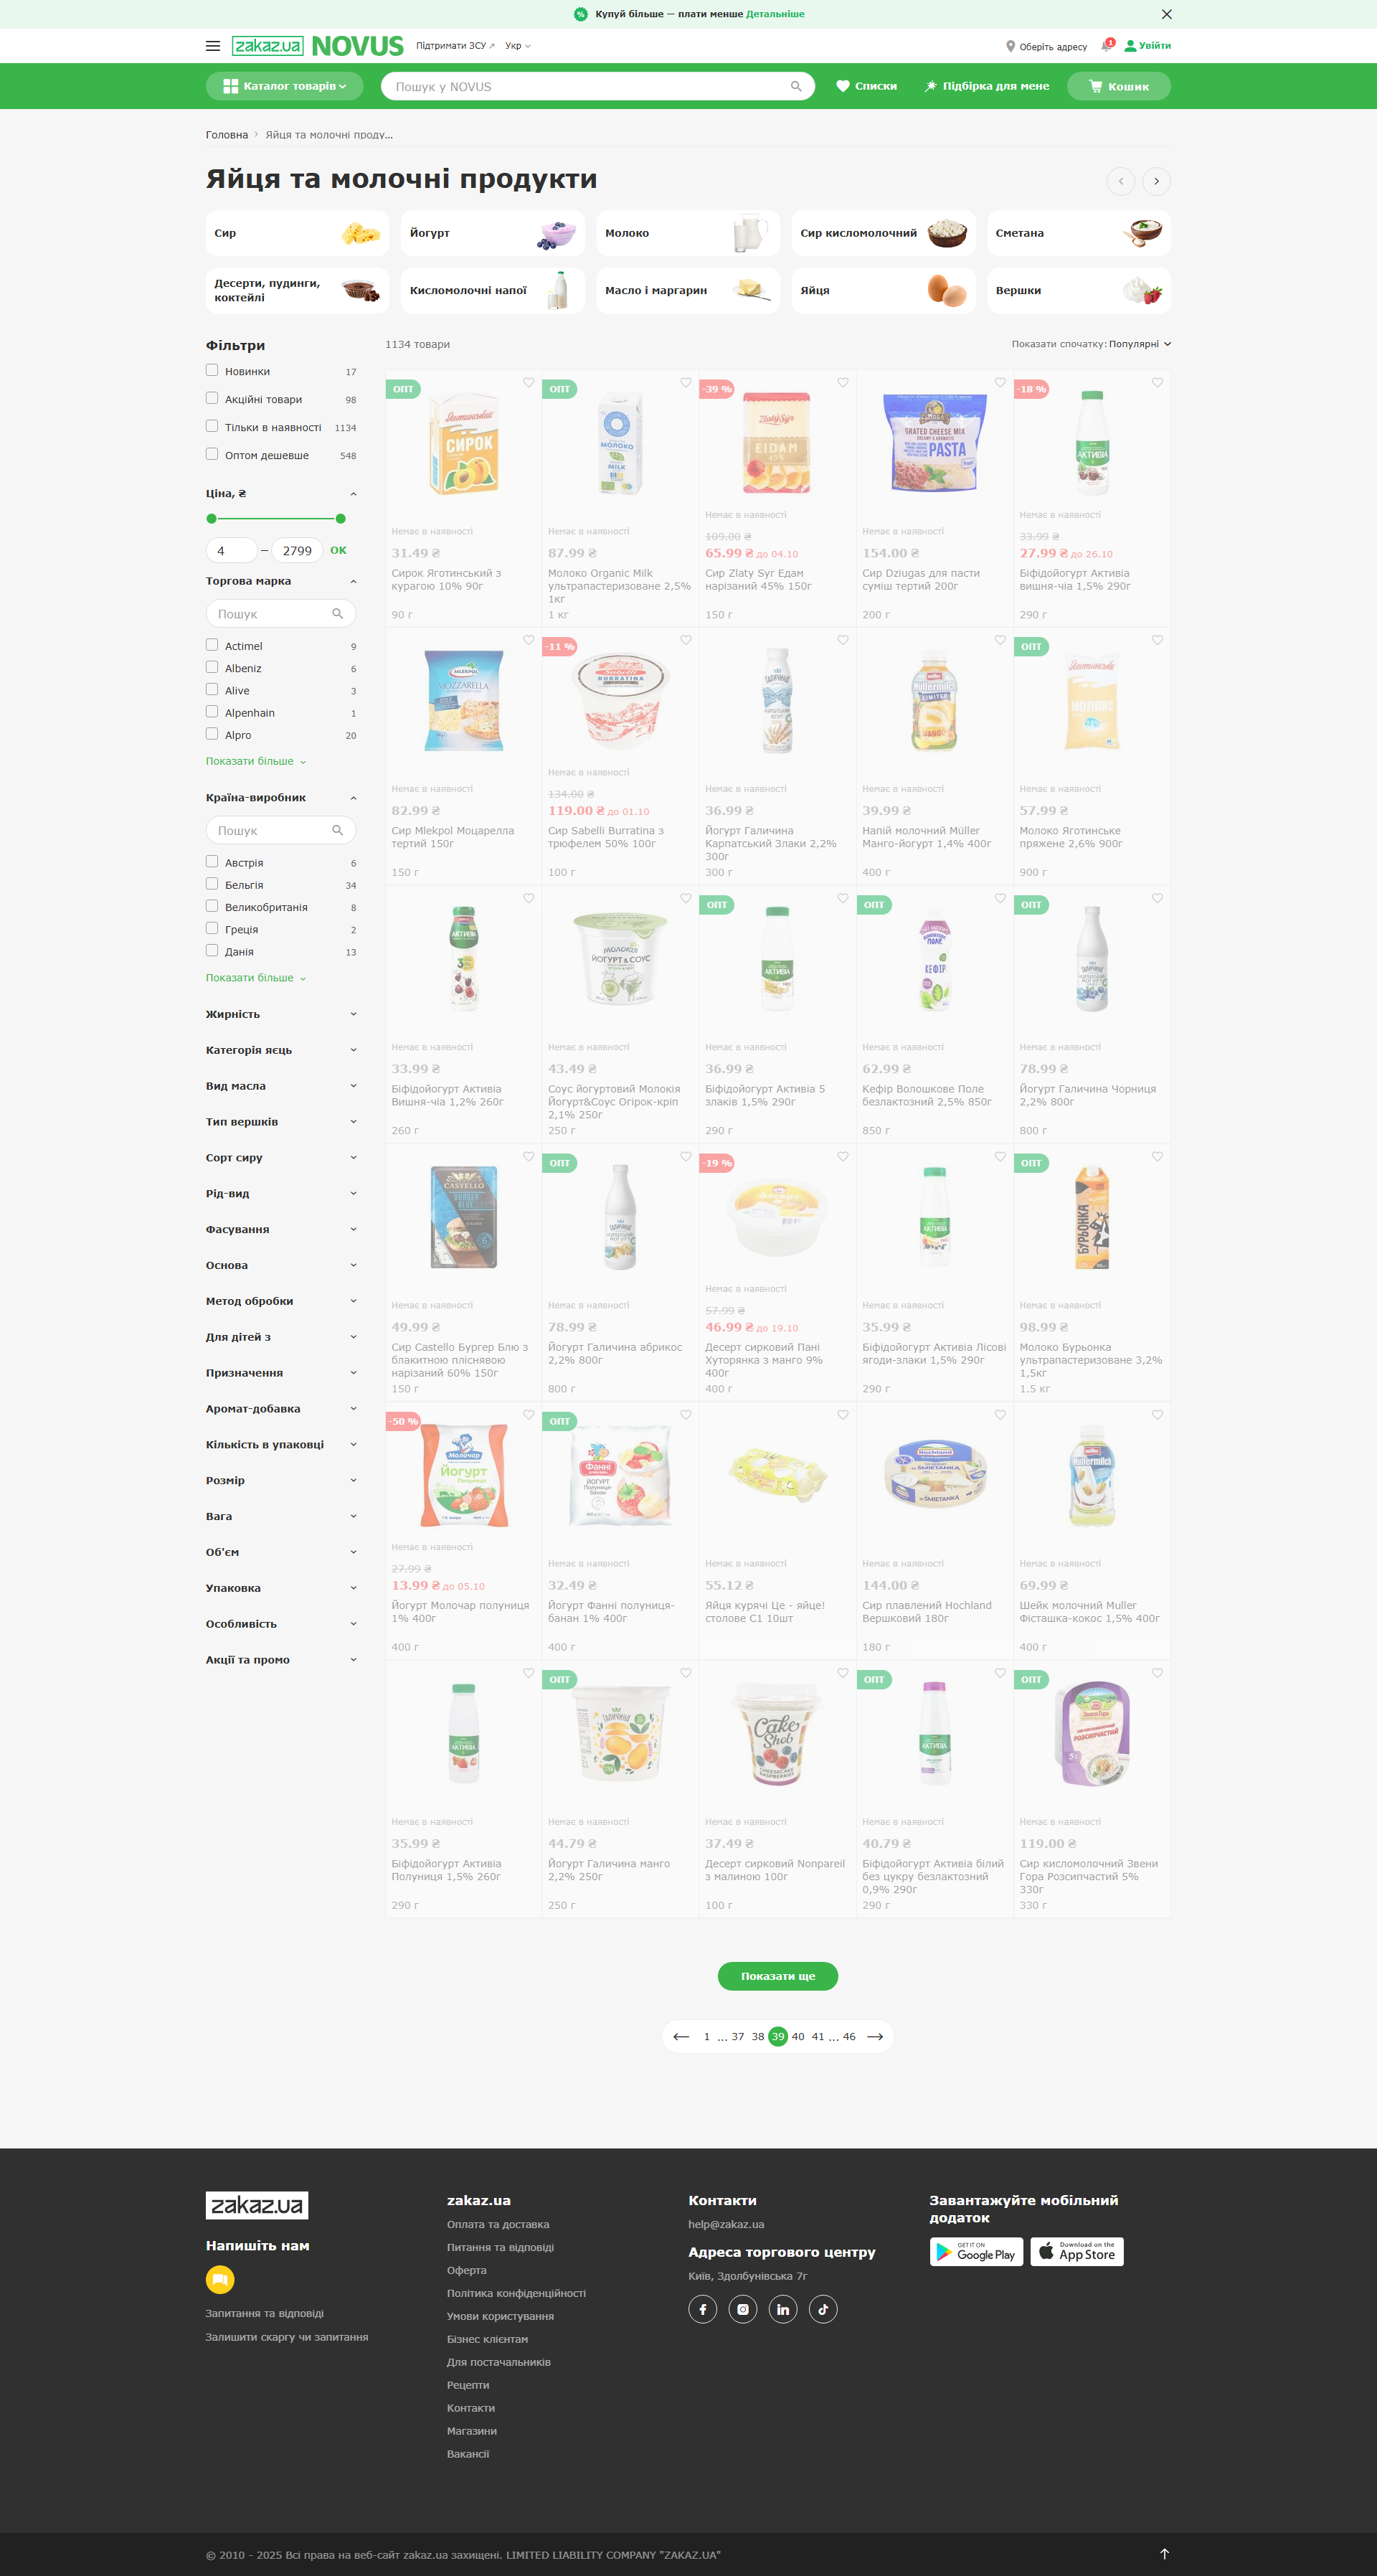 Купуй більше — плати менше Детальніше
zakaz.ua NOVUS Підтримати ЗСУ Укр
Оберіть адресу 1 Увійти
Каталог товарів Пошук у NOVUS Списки Підбірка для мене Кошик
Головна Яйця та молочні проду...
Яйця та молочні продукти
Сир Йогурт Молоко Сир кисломолочний Сметана
Десерти, пудинги,
коктейлі
Кисломолочні напої Масло і маргарин Яйця Вершки
Фільтри
Новинки 17
Акційні товари 98
Тільки в наявності 1134
Оптом дешевше 548
Ціна, ₴
4 – 2799 ОК
Торгова марка
Пошук
Actimel 9
Albeniz 6
Alive 3
Alpenhain 1
Alpro 20
Показати більше
Країна-виробник
Пошук
Австрія 6
Бельгія 34
Великобританія 8
Греція 2
Данія 13
Показати більше
Жирність
Категорія яєць
Вид масла
Тип вершків
Сорт сиру
Рід-вид
Фасування
Основа
Метод обробки
Для дітей з
Призначення
Аромат-добавка
Кількість в упаковці
Розмір
Вага
Об'єм
Упаковка
Особливість
Акції та промо
1134 товари
Показати спочатку: Популярні
ОПТ
Немає в наявності
31.49 ₴
Сирок Яготинський з
курагою 10% 90г
90 г
ОПТ
Немає в наявності
87.99 ₴
Молоко Organic Milk
ультрапастеризоване 2,5%
1кг
1 кг
-39 %
Немає в наявності
109.00 ₴
65.99 ₴ до 04.10
Сир Zlaty Syr Едам
нарізаний 45% 150г
150 г
Немає в наявності
154.00 ₴
Сир Dziugas для пасти
суміш тертий 200г
200 г
-18 %
Немає в наявності
33.99 ₴
27.99 ₴ до 26.10
Біфідойогурт Активіа
вишня-чіа 1,5% 290г
290 г
Немає в наявності
82.99 ₴
Сир Mlekpol Моцарелла
тертий 150г
150 г
-11 %
Немає в наявності
134.00 ₴
119.00 ₴ до 01.10
Сир Sabelli Burratina з
трюфелем 50% 100г
100 г
Немає в наявності
36.99 ₴
Йогурт Галичина
Карпатський Злаки 2,2%
300г
300 г
Немає в наявності
39.99 ₴
Напій молочний Müller
Манго-йогурт 1,4% 400г
400 г
ОПТ
Немає в наявності
57.99 ₴
Молоко Яготинське
пряжене 2,6% 900г
900 г
Немає в наявності
33.99 ₴
Біфідойогурт Активіа
Вишня-чіа 1,2% 260г
260 г
Немає в наявності
43.49 ₴
Соус йогуртовий Молокія
Йогурт&Соус Огірок-кріп
2,1% 250г
250 г
ОПТ
Немає в наявності
36.99 ₴
Біфідойогурт Активіа 5
злаків 1,5% 290г
290 г
ОПТ
Немає в наявності
62.99 ₴
Кефір Волошкове Поле
безлактозний 2,5% 850г
850 г
ОПТ
Немає в наявності
78.99 ₴
Йогурт Галичина Чорниця
2,2% 800г
800 г
Немає в наявності
49.99 ₴
Сир Castello Бургер Блю з
блакитною пліснявою
нарізаний 60% 150г
150 г
ОПТ
Немає в наявності
78.99 ₴
Йогурт Галичина абрикос
2,2% 800г
800 г
-19 %
Немає в наявності
57.99 ₴
46.99 ₴ до 19.10
Десерт сирковий Пані
Хуторянка з манго 9%
400г
400 г
Немає в наявності
35.99 ₴
Біфідойогурт Активіа Лісові
ягоди-злаки 1,5% 290г
290 г
ОПТ
Немає в наявності
98.99 ₴
Молоко Бурьонка
ультрапастеризоване 3,2%
1,5кг
1.5 кг
-50 %
Немає в наявності
27.99 ₴
13.99 ₴ до 05.10
Йогурт Молочар полуниця
1% 400г
400 г
ОПТ
Немає в наявності
32.49 ₴
Йогурт Фанні полуниця-
банан 1% 400г
400 г
Немає в наявності
55.12 ₴
Яйця курячі Це - яйце!
столове С1 10шт
Немає в наявності
144.00 ₴
Сир плавлений Hochland
Вершковий 180г
180 г
Немає в наявності
69.99 ₴
Шейк молочний Muller
Фісташка-кокос 1,5% 400г
400 г
Немає в наявності
35.99 ₴
Біфідойогурт Активіа
Полуниця 1,5% 260г
290 г
ОПТ
Немає в наявності
44.79 ₴
Йогурт Галичина манго
2,2% 250г
250 г
Немає в наявності
37.49 ₴
Десерт сирковий Nonpareil
з малиною 100г
100 г
ОПТ
Немає в наявності
40.79 ₴
Біфідойогурт Активіа білий
без цукру безлактозний
0,9% 290г
290 г
ОПТ
Немає в наявності
119.00 ₴
Сир кисломолочний Звени
Гора Розсипчастий 5%
330г
330 г
Показати ще
1 ... 37 38 39 40 41 ... 46
zakaz.ua
Напишіть нам
Запитання та відповіді
Залишити скаргу чи запитання
zakaz.ua
Оплата та доставка
Питання та відповіді
Оферта
Політика конфіденційності
Умови користування
Бізнес клієнтам
Для постачальників
Рецепти
Контакти
Магазини
Вакансії
Контакти
help@zakaz.ua
Адреса торгового центру
Київ, Здолбунівська 7г
Завантажуйте мобільний
додаток
GET IT ON
Google Play
Download on the
App Store
© 2010 - 2025 Всі права на веб-сайт zakaz.ua захищені. LIMITED LIABILITY COMPANY "ZAKAZ.UA"